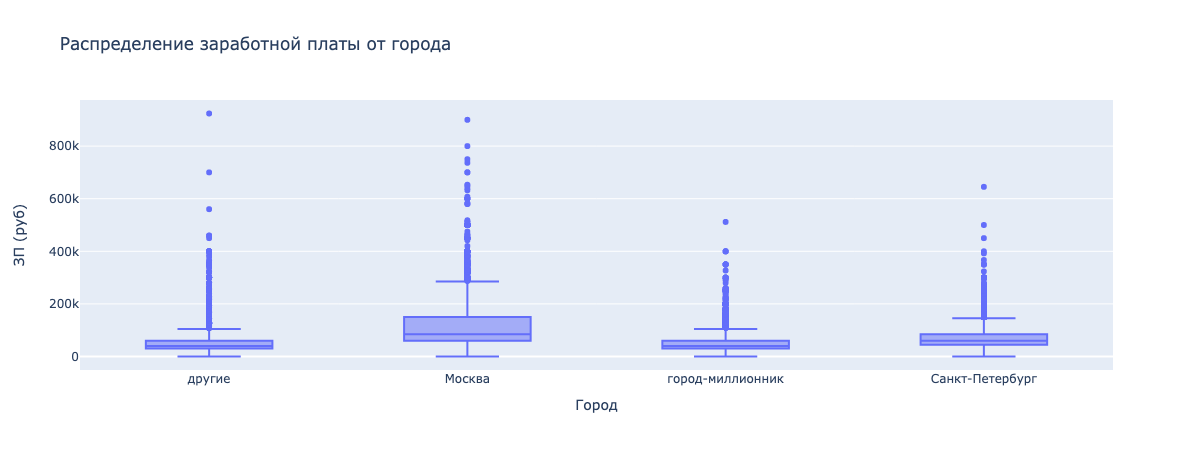 Распределение заработной платы от города
ЗП (руб)
800k
600k
400k
200k
0
другие
Москва
город-миллионник
Санкт-Петербург
Город